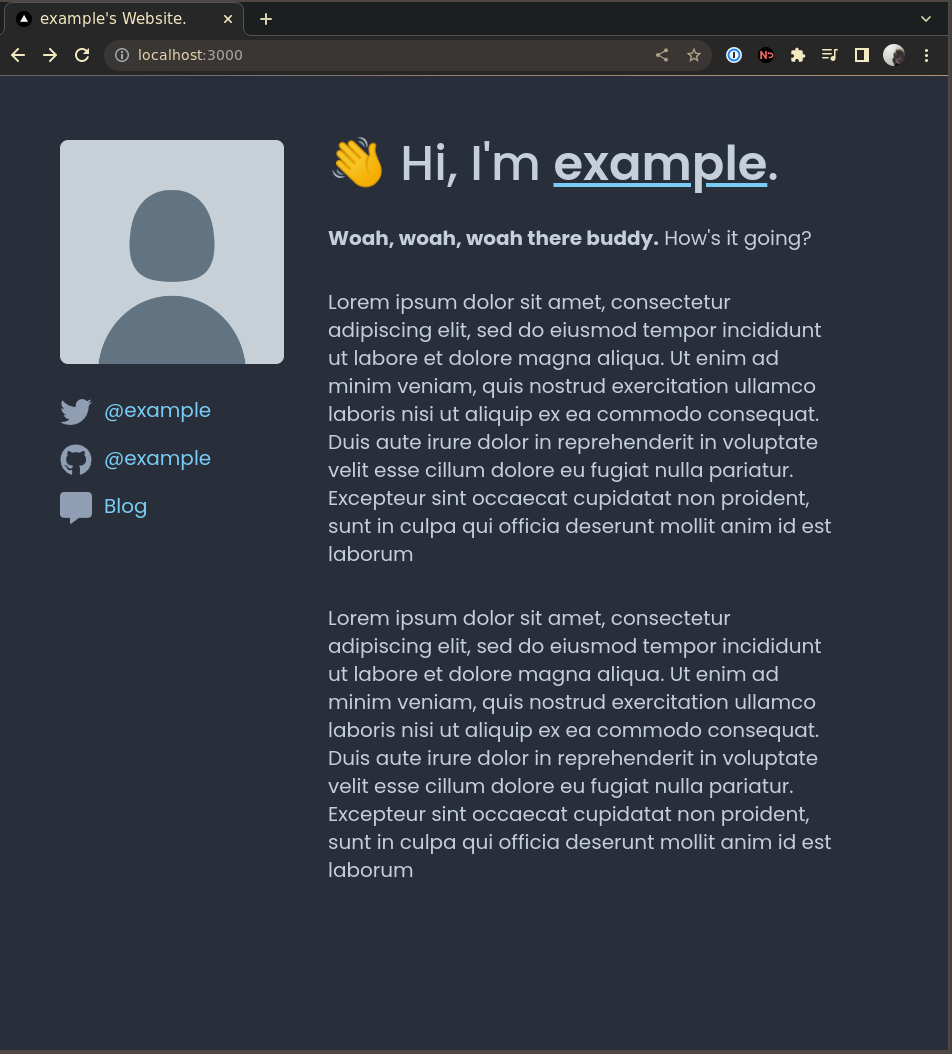 example's Website.
localhost:3000
👋 Hi, I'm example.
Woah, woah, woah there buddy. How's it going?
@example
@example
Blog
Lorem ipsum dolor sit amet, consectetur
adipiscing elit, sed do eiusmod tempor incididunt
ut labore et dolore magna aliqua. Ut enim ad
minim veniam, quis nostrud exercitation ullamco
laboris nisi ut aliquip ex ea commodo consequat.
Duis aute irure dolor in reprehenderit in voluptate
velit esse cillum dolore eu fugiat nulla pariatur.
Excepteur sint occaecat cupidatat non proident,
sunt in culpa qui officia deserunt mollit anim id est
laborum
Lorem ipsum dolor sit amet, consectetur
adipiscing elit, sed do eiusmod tempor incididunt
ut labore et dolore magna aliqua. Ut enim ad
minim veniam, quis nostrud exercitation ullamco
laboris nisi ut aliquip ex ea commodo consequat.
Duis aute irure dolor in reprehenderit in voluptate
velit esse cillum dolore eu fugiat nulla pariatur.
Excepteur sint occaecat cupidatat non proident,
sunt in culpa qui officia deserunt mollit anim id est
laborum